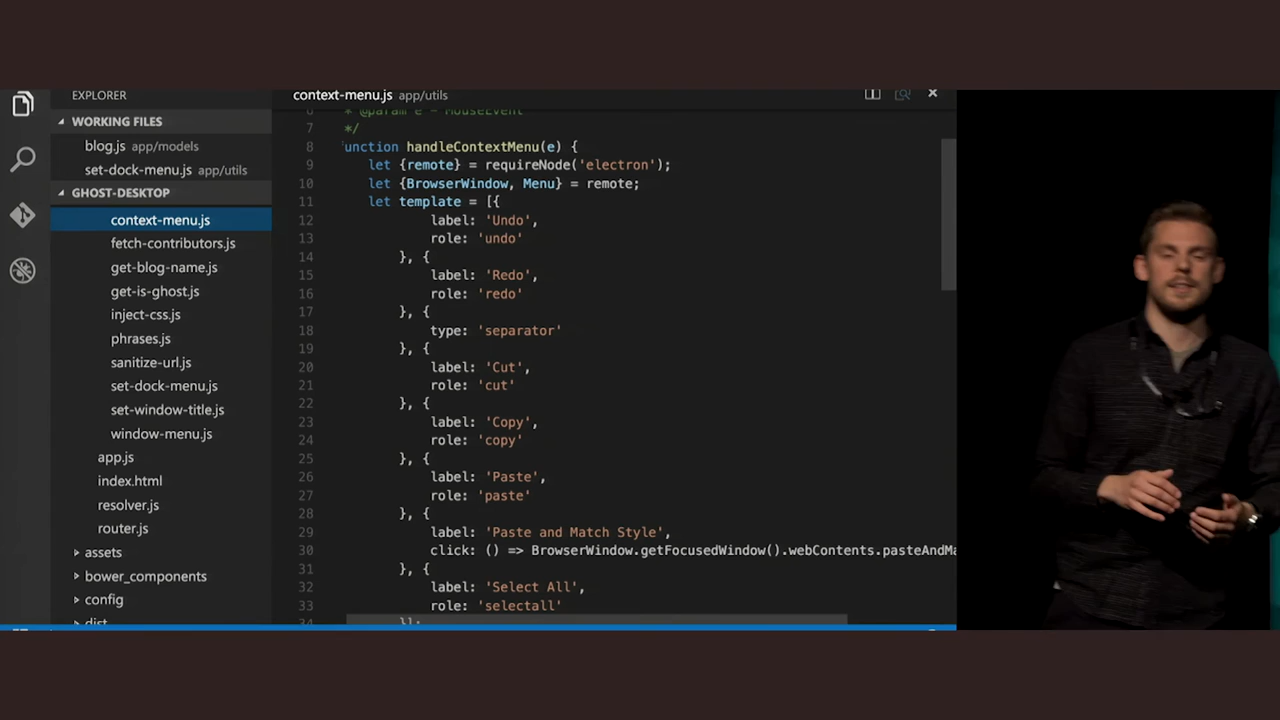 EXPLORER
WORKING FILES
blog.js app/models
set-dock-menu.js app/utils
GHOST-DESKTOP
context-menu.js
fetch-contributors.js
get-blog-name.js
get-is-ghost.js
inject-css.js
phrases.js
sanitize-url.js
set-dock-menu.js
set-window-title.js
window-menu.js
app.js
index.html
resolver.js
router.js
assets
bower_components
config
dist
context-menu.js app/utils
6 * @param e - MouseEvent
7 */
8 unction handleContextMenu(e) {
9 let {remote} = requireNode('electron');
10 let {BrowserWindow, Menu} = remote;
11 let template = [{
12 label: 'Undo',
13 role: 'undo'
14 }, {
15 label: 'Redo',
16 role: 'redo'
17 }, {
18 type: 'separator'
19 }, {
20 label: 'Cut',
21 role: 'cut'
22 }, {
23 label: 'Copy',
24 role: 'copy'
25 }, {
26 label: 'Paste',
27 role: 'paste'
28 }, {
29 label: 'Paste and Match Style',
30 click: () => BrowserWindow.getFocusedWindow().webContents.pasteAndMa
31 }, {
32 label: 'Select All',
33 role: 'selectall'
34 }];